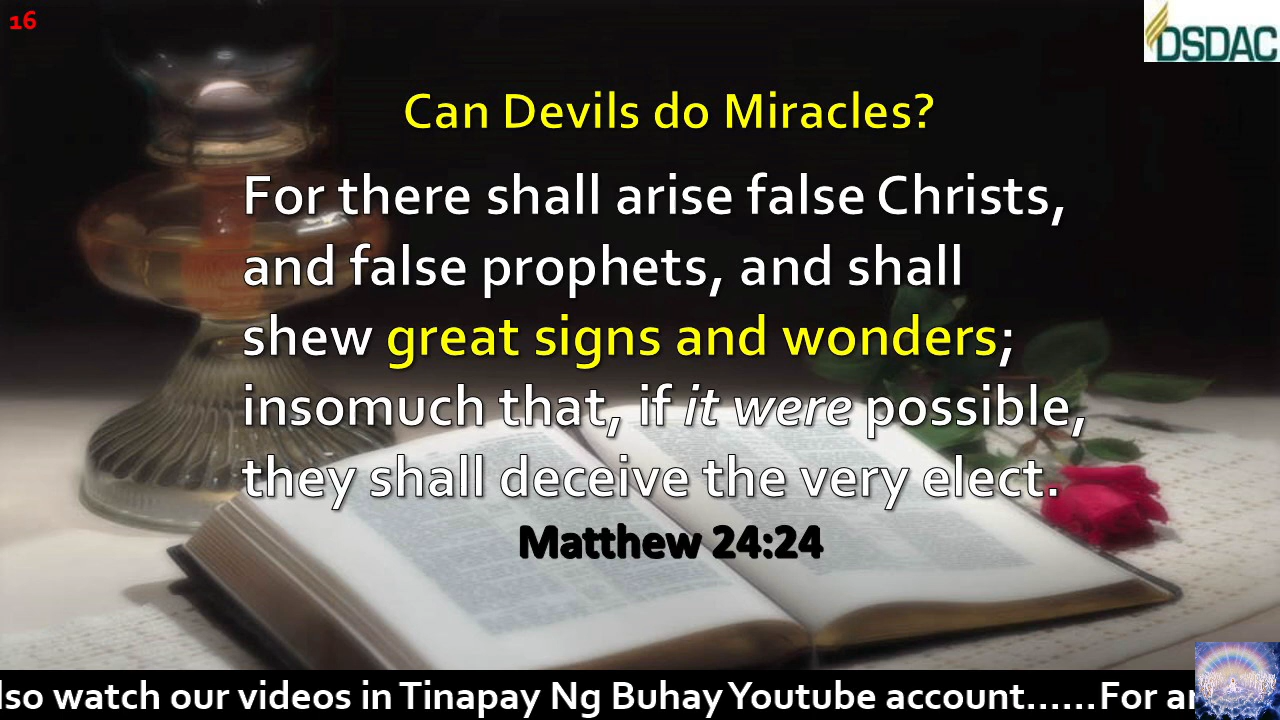 16
DSDAC
Can Devils do Miracles?
For there shall arise false Christs,
and false prophets, and shall
shew great signs and wonders;
insomuch that, if it were possible,
they shall deceive the very elect.
Matthew 24:24
lso watch our videos in Tinapay Ng Buhay Youtube account......For an